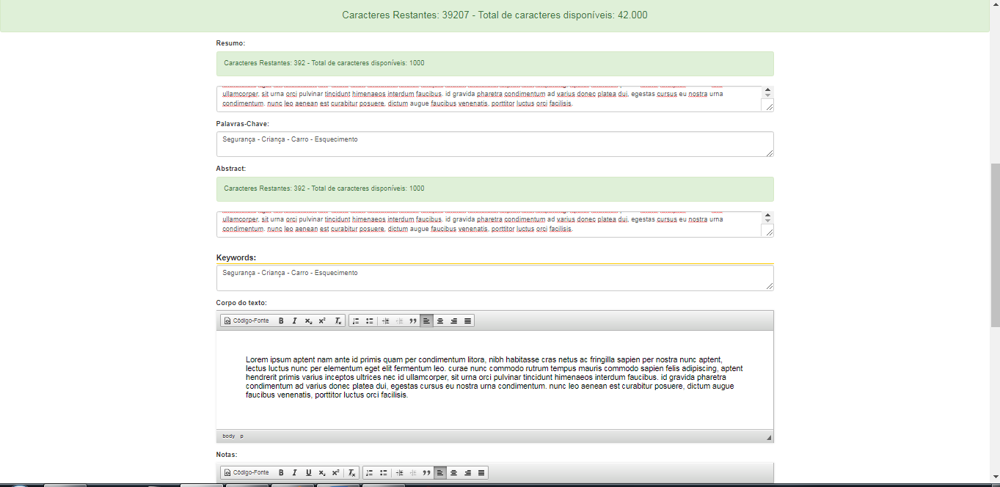 Caracteres Restantes: 39207 - Total de caracteres disponíveis: 42.000
Resumo:
Caracteres Restantes: 392 - Total de caracteres disponíveis: 1000
ullamcorper, sit urna orci pulvinar tincidunt himenaeos interdum faucibus. id gravida pharetra condimentum ad varius donec platea dui, egestas cursus eu nostra urna
condimentum. nunc leo aenean est curabitur posuere, dictum augue faucibus venenatis, porttitor luctus orci facilisis.
Palavras-Chave:
Segurança - Criança - Carro - Esquecimento
Abstract:
Caracteres Restantes: 392 - Total de caracteres disponíveis: 1000
ullamcorper, sit urna orci pulvinar tincidunt himenaeos interdum faucibus. id gravida pharetra condimentum ad varius donec platea dui, egestas cursus eu nostra urna
condimentum. nunc leo aenean est curabitur posuere, dictum augue faucibus venenatis, porttitor luctus orci facilisis.
Keywords:
Segurança - Criança - Carro - Esquecimento
Corpo do texto:
Código-Fonte B I x₂ x² Tx
Lorem ipsum aptent nam ante id primis quam per condimentum litora, nibh habitasse cras netus ac fringilla sapien per nostra nunc aptent,
lectus luctus nunc per elementum eget elit fermentum leo. curae nunc commodo rutrum tempus mauris commodo sapien felis adipiscing, aptent
hendrerit primis varius inceptos ultrices nec id ullamcorper, sit urna orci pulvinar tincidunt himenaeos interdum faucibus. id gravida pharetra
condimentum ad varius donec platea dui, egestas cursus eu nostra urna condimentum. nunc leo aenean est curabitur posuere, dictum augue
faucibus venenatis, porttitor luctus orci facilisis.
body p
Notas:
Código-Fonte B I U x₂ x² Tx